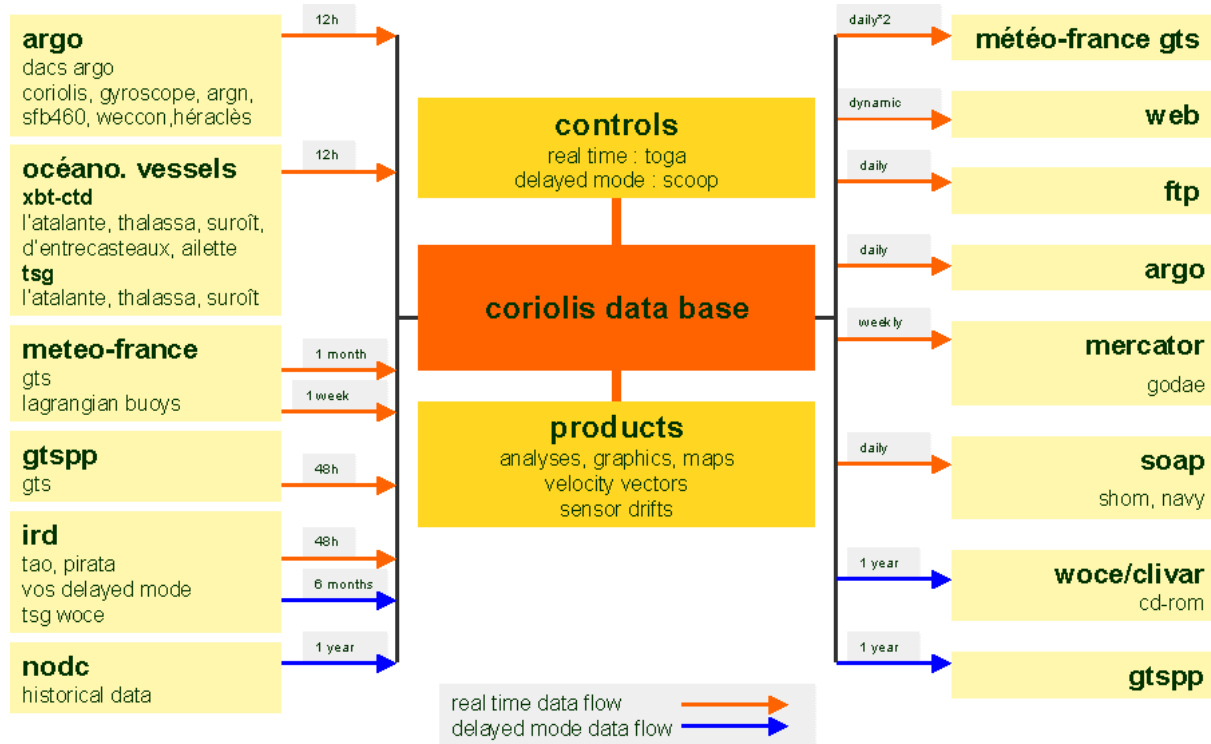 argo
dacs argo
coriolis, gyroscope, argn,
sfb460, weccon,héraclès
12h
océano. vessels
xbt-ctd
l'atalante, thalassa, suroît,
d'entrecasteaux, ailette
tsg
l'atalante, thalassa, suroît
12h
meteo-france
gts
lagrangian buoys
1 month
1 week
gtspp
gts
48h
ird
tao, pirata
vos delayed mode
tsg woce
48h
6 months
nodc
historical data
1 year
controls
real time : toga
delayed mode : scoop
coriolis data base
products
analyses, graphics, maps
velocity vectors
sensor drifts
real time data flow
delayed mode data flow
daily*2
météo-france gts
dynamic
web
daily
ftp
daily
argo
weekly
mercator
godae
daily
soap
shom, navy
1 year
woce/clivar
cd-rom
1 year
gtspp